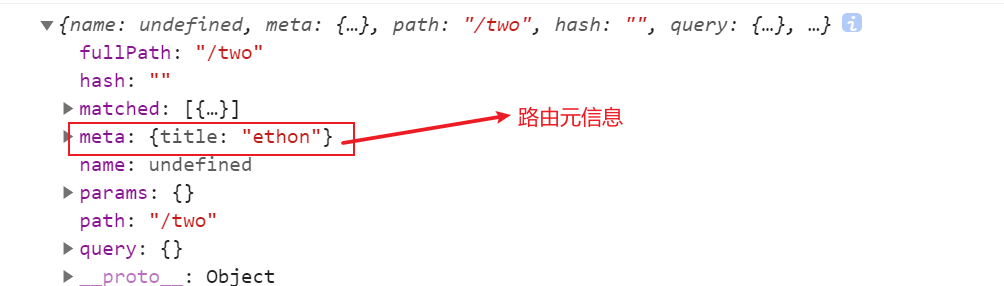 {name: undefined, meta: {…}, path: "/two", hash: "", query: {…}, …} i
fullPath: "/two"
hash: ""
matched: [{…}]
meta: {title: "ethon"} 路由元信息
name: undefined
params: {}
path: "/two"
query: {}
__proto__: Object